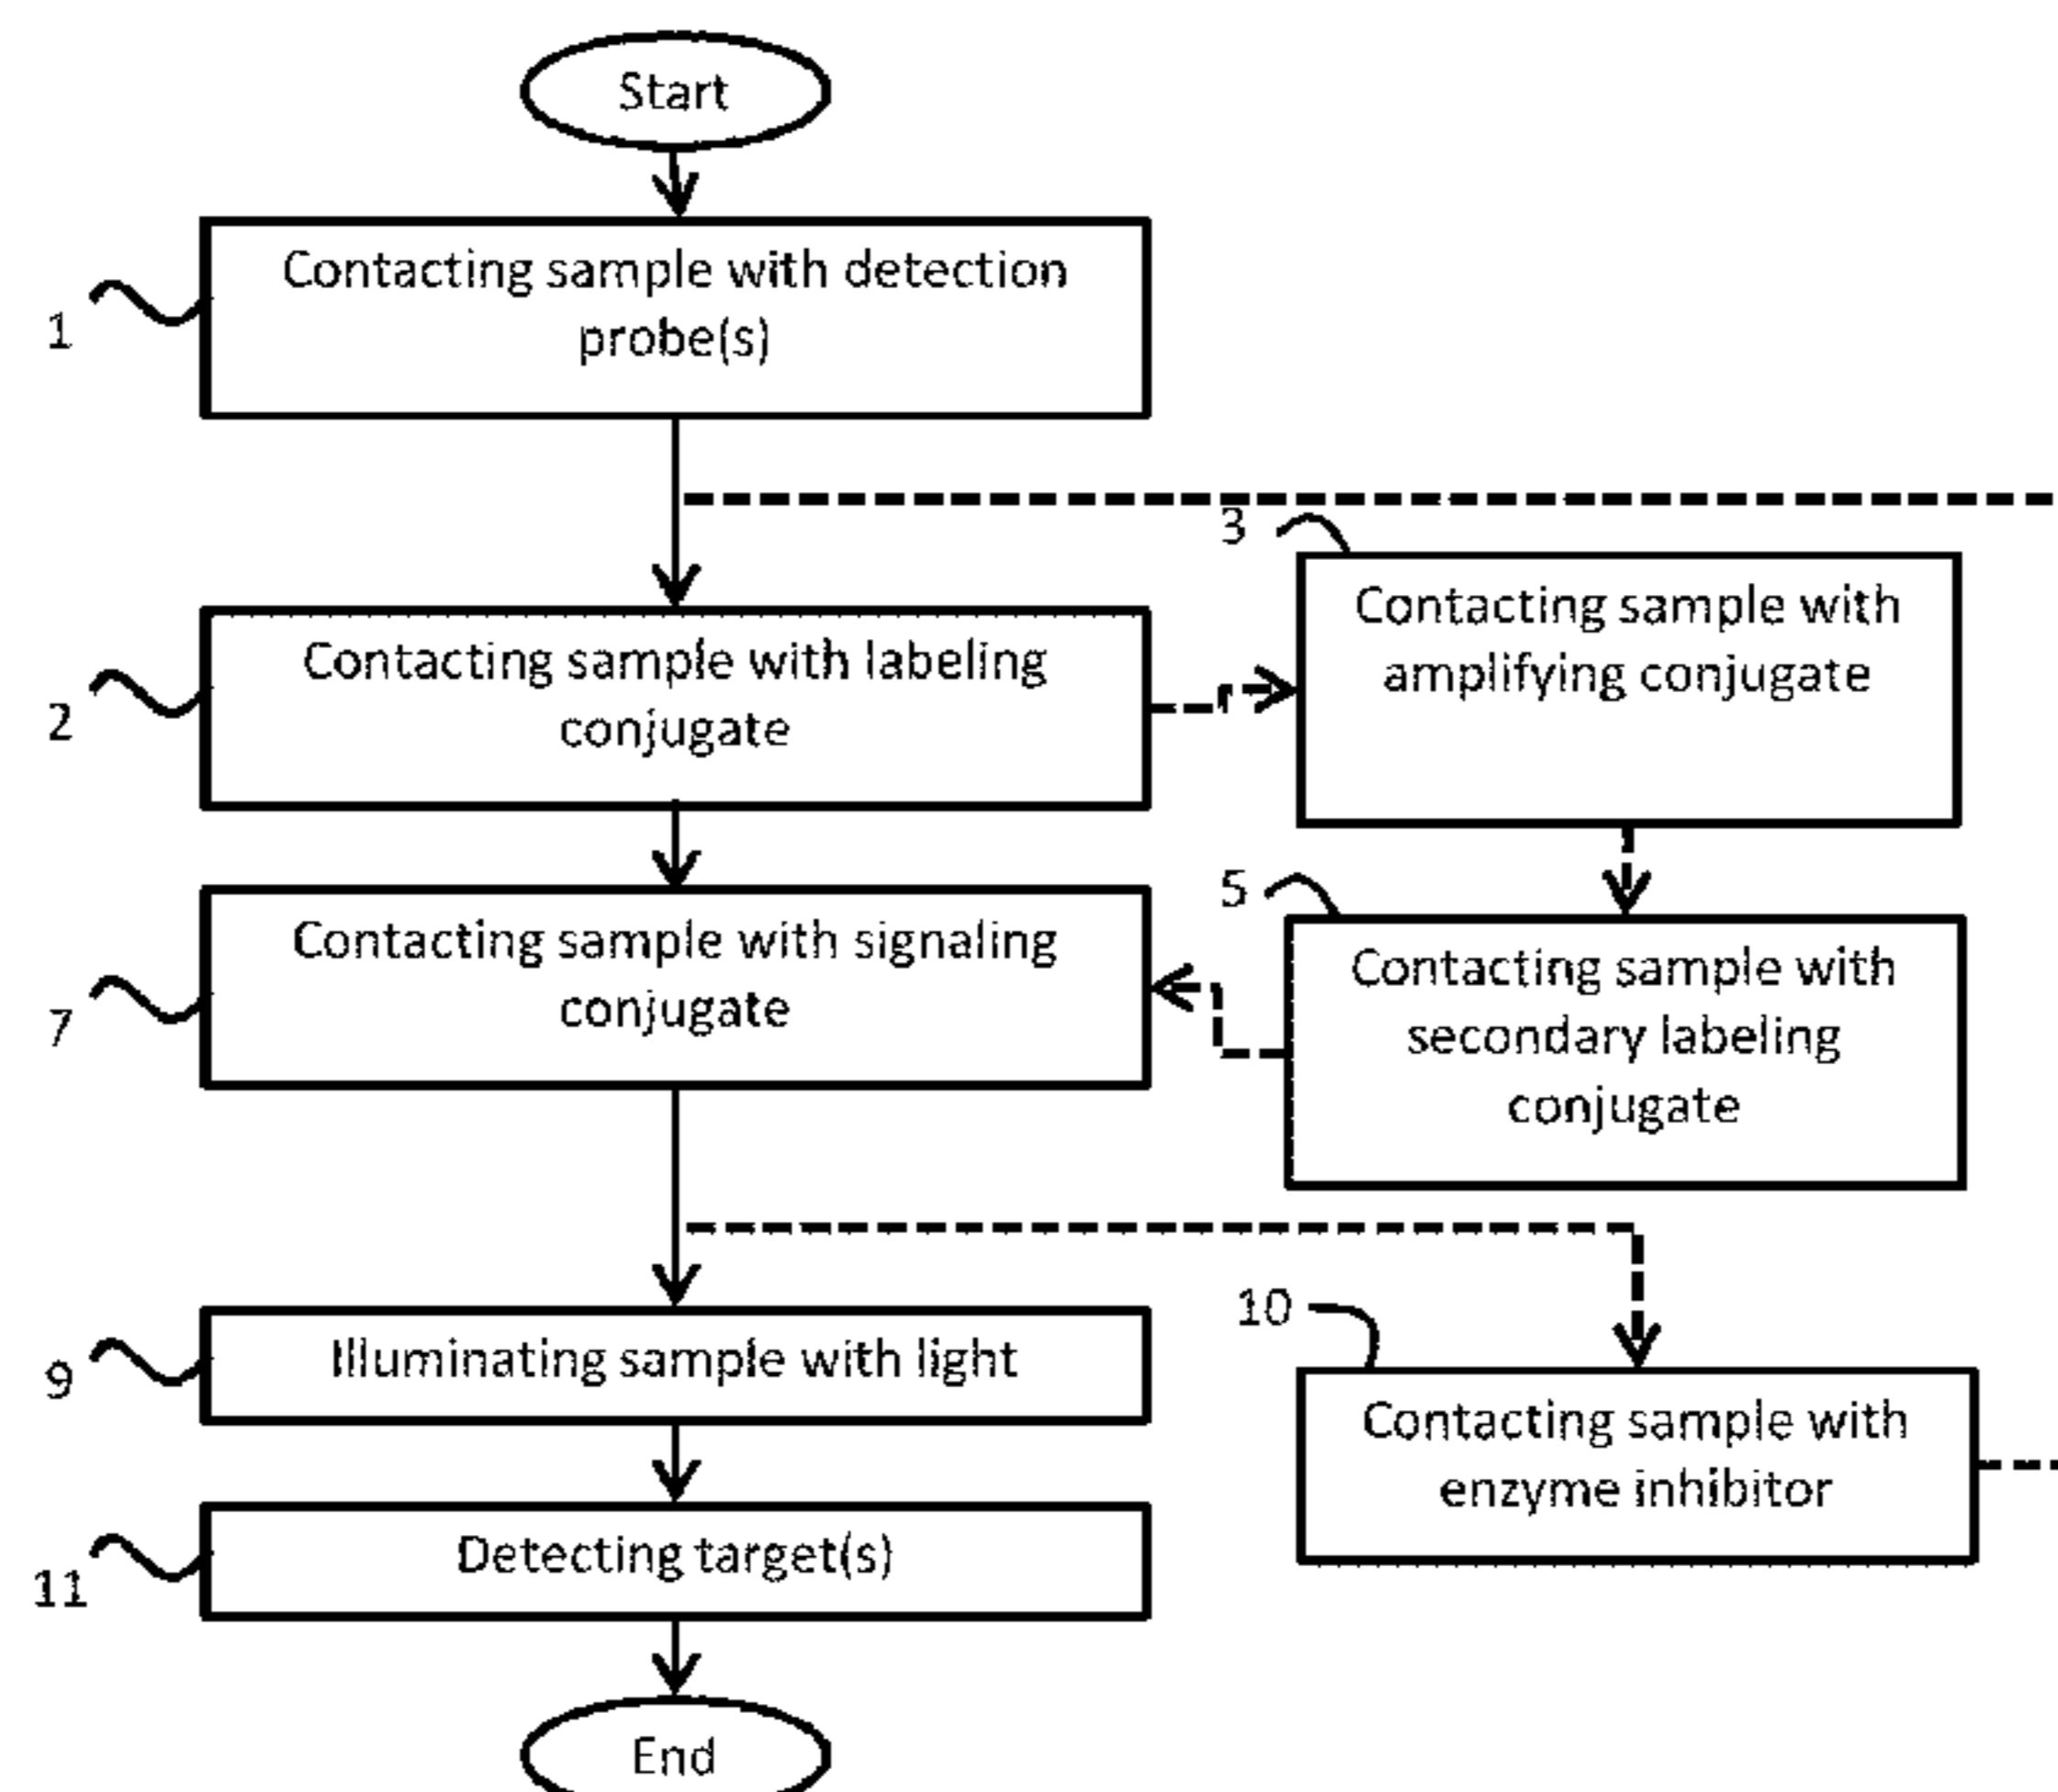 Start
Contacting sample with detection
probe(s)
1
3
Contacting sample with
amplifying conjugate
Contacting sample with labeling
conjugate
2
5
Contacting sample with signaling
conjugate
7
Contacting sample with
secondary labeling
conjugate
10
Illuminating sample with light
9
Contacting sample with
enzyme inhibitor
Detecting target(s)
11
End